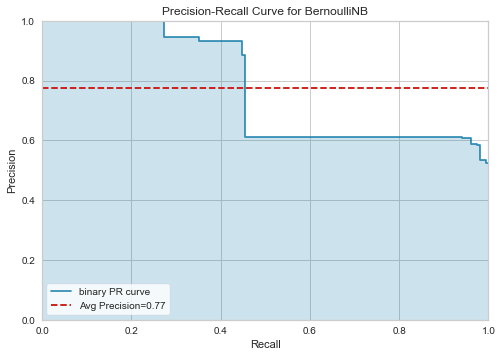 Precision-Recall Curve for BernoulliNB
1.0
0.8
0.6
0.4
0.2
0.0
Precision
binary PR curve
Avg Precision=0.77
0.0 0.2 0.4 0.6 0.8 1.0
Recall